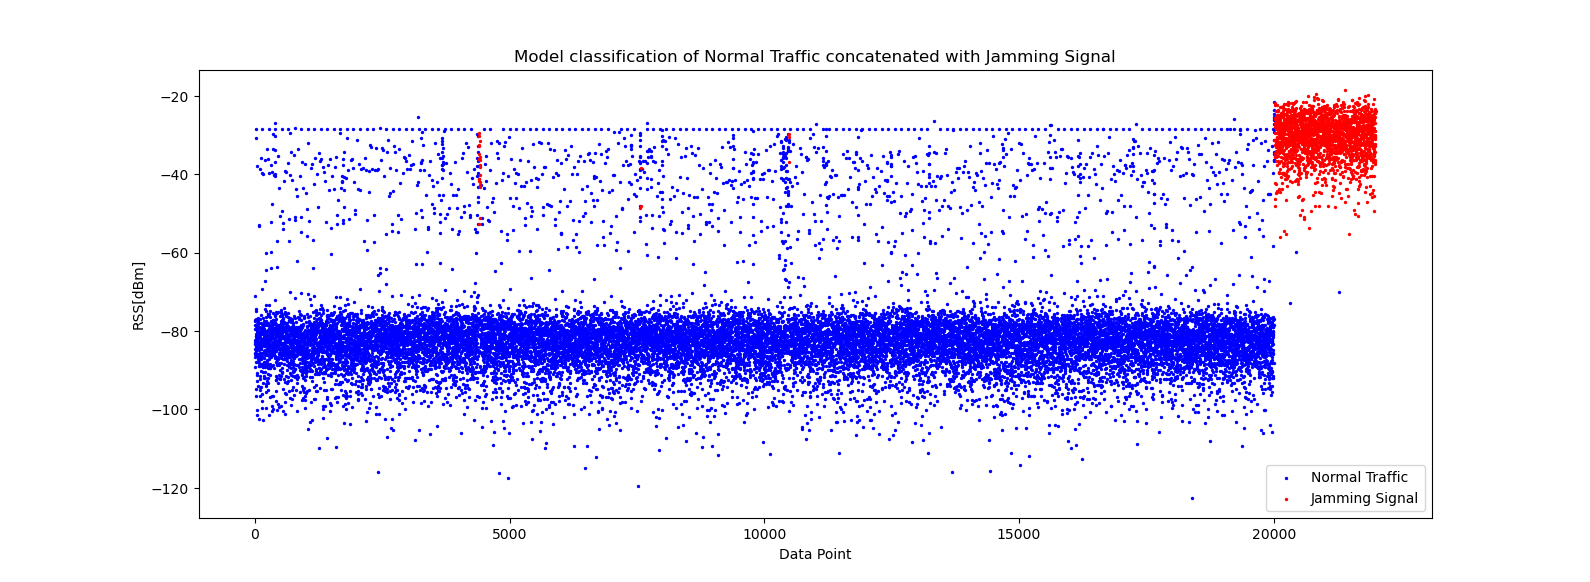 Model classification of Normal Traffic concatenated with Jamming Signal
RSS[dBm]
−20
−40
−60
−80
−100
−120
0
5000
10000
15000
20000
Data Point
Normal Traffic
Jamming Signal